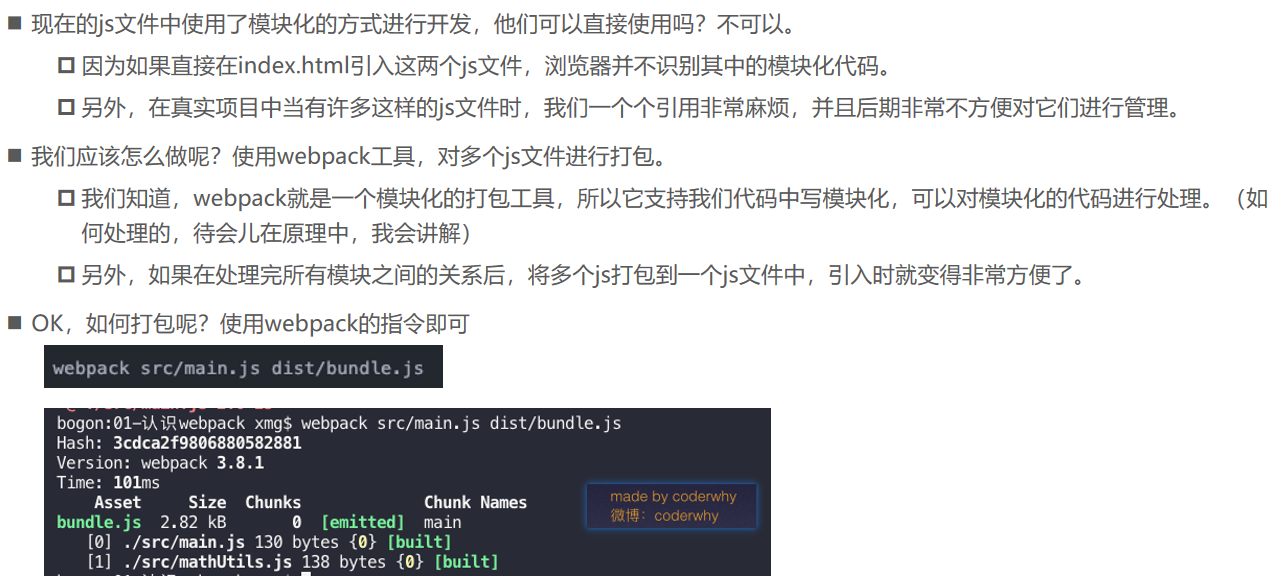 现在的js文件中使用了模块化的方式进行开发，他们可以直接使用吗？不可以。
因为如果直接在index.html引入这两个js文件，浏览器并不识别其中的模块化代码。
另外，在真实项目中当有许多这样的js文件时，我们一个个引用非常麻烦，并且后期非常不方便对它们进行管理。
我们应该怎么做呢？使用webpack工具，对多个js文件进行打包。
我们知道，webpack就是一个模块化的打包工具，所以它支持我们代码中写模块化，可以对模块化的代码进行处理。（如
何处理的，待会儿在原理中，我会讲解）
另外，如果在处理完所有模块之间的关系后，将多个js打包到一个js文件中，引入时就变得非常方便了。
OK，如何打包呢？使用webpack的指令即可
webpack src/main.js dist/bundle.js
bogon:01-认识webpack xmg$ webpack src/main.js dist/bundle.js
Hash: 3cdca2f9806880582881
Version: webpack 3.8.1
Time: 101ms
Asset Size Chunks Chunk Names
bundle.js 2.82 kB 0 [emitted] main
[0] ./src/main.js 130 bytes {0} [built]
[1] ./src/mathUtils.js 138 bytes {0} [built]
made by coderwhy
微博：coderwhy